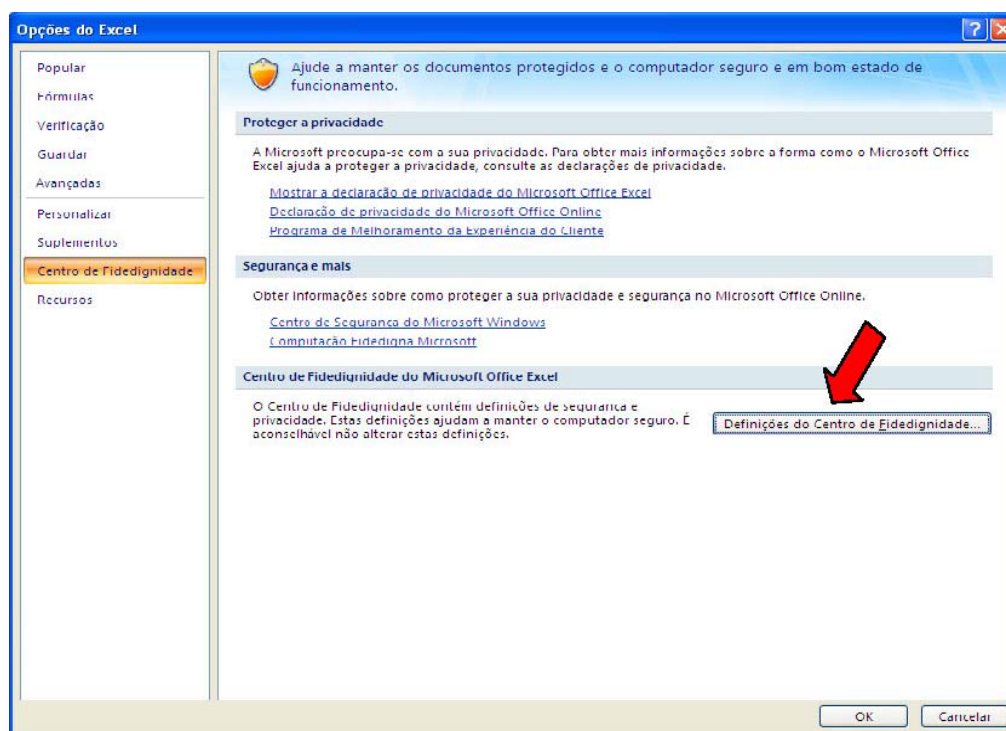 Opções do Excel
Popular
Fórmulas
Verificação
Guardar
Avançadas
Personalizar
Suplementos
Centro de Fidedignidade
Recursos
Ajude a manter os documentos protegidos e o computador seguro e em bom estado de
funcionamento.
Proteger a privacidade
A Microsoft preocupa-se com a sua privacidade. Para obter mais informações sobre a forma como o Microsoft Office
Excel ajuda a proteger a privacidade, consulte as declarações de privacidade.
Mostrar a declaração de privacidade do Microsoft Office Excel
Declaração de privacidade do Microsoft Office Online
Programa de Melhoramento da Experiência do Cliente
Segurança e mais
Obter informações sobre como proteger a sua privacidade e segurança no Microsoft Office Online.
Centro de Segurança do Microsoft Windows
Computação Fidedigna Microsoft
Centro de Fidedignidade do Microsoft Office Excel
O Centro de Fidedignidade contém definições de segurança e
privacidade. Estas definições ajudam a manter o computador seguro. É
aconselhável não alterar estas definições.
Definições do Centro de Fidedignidade...
OK
Cancelar